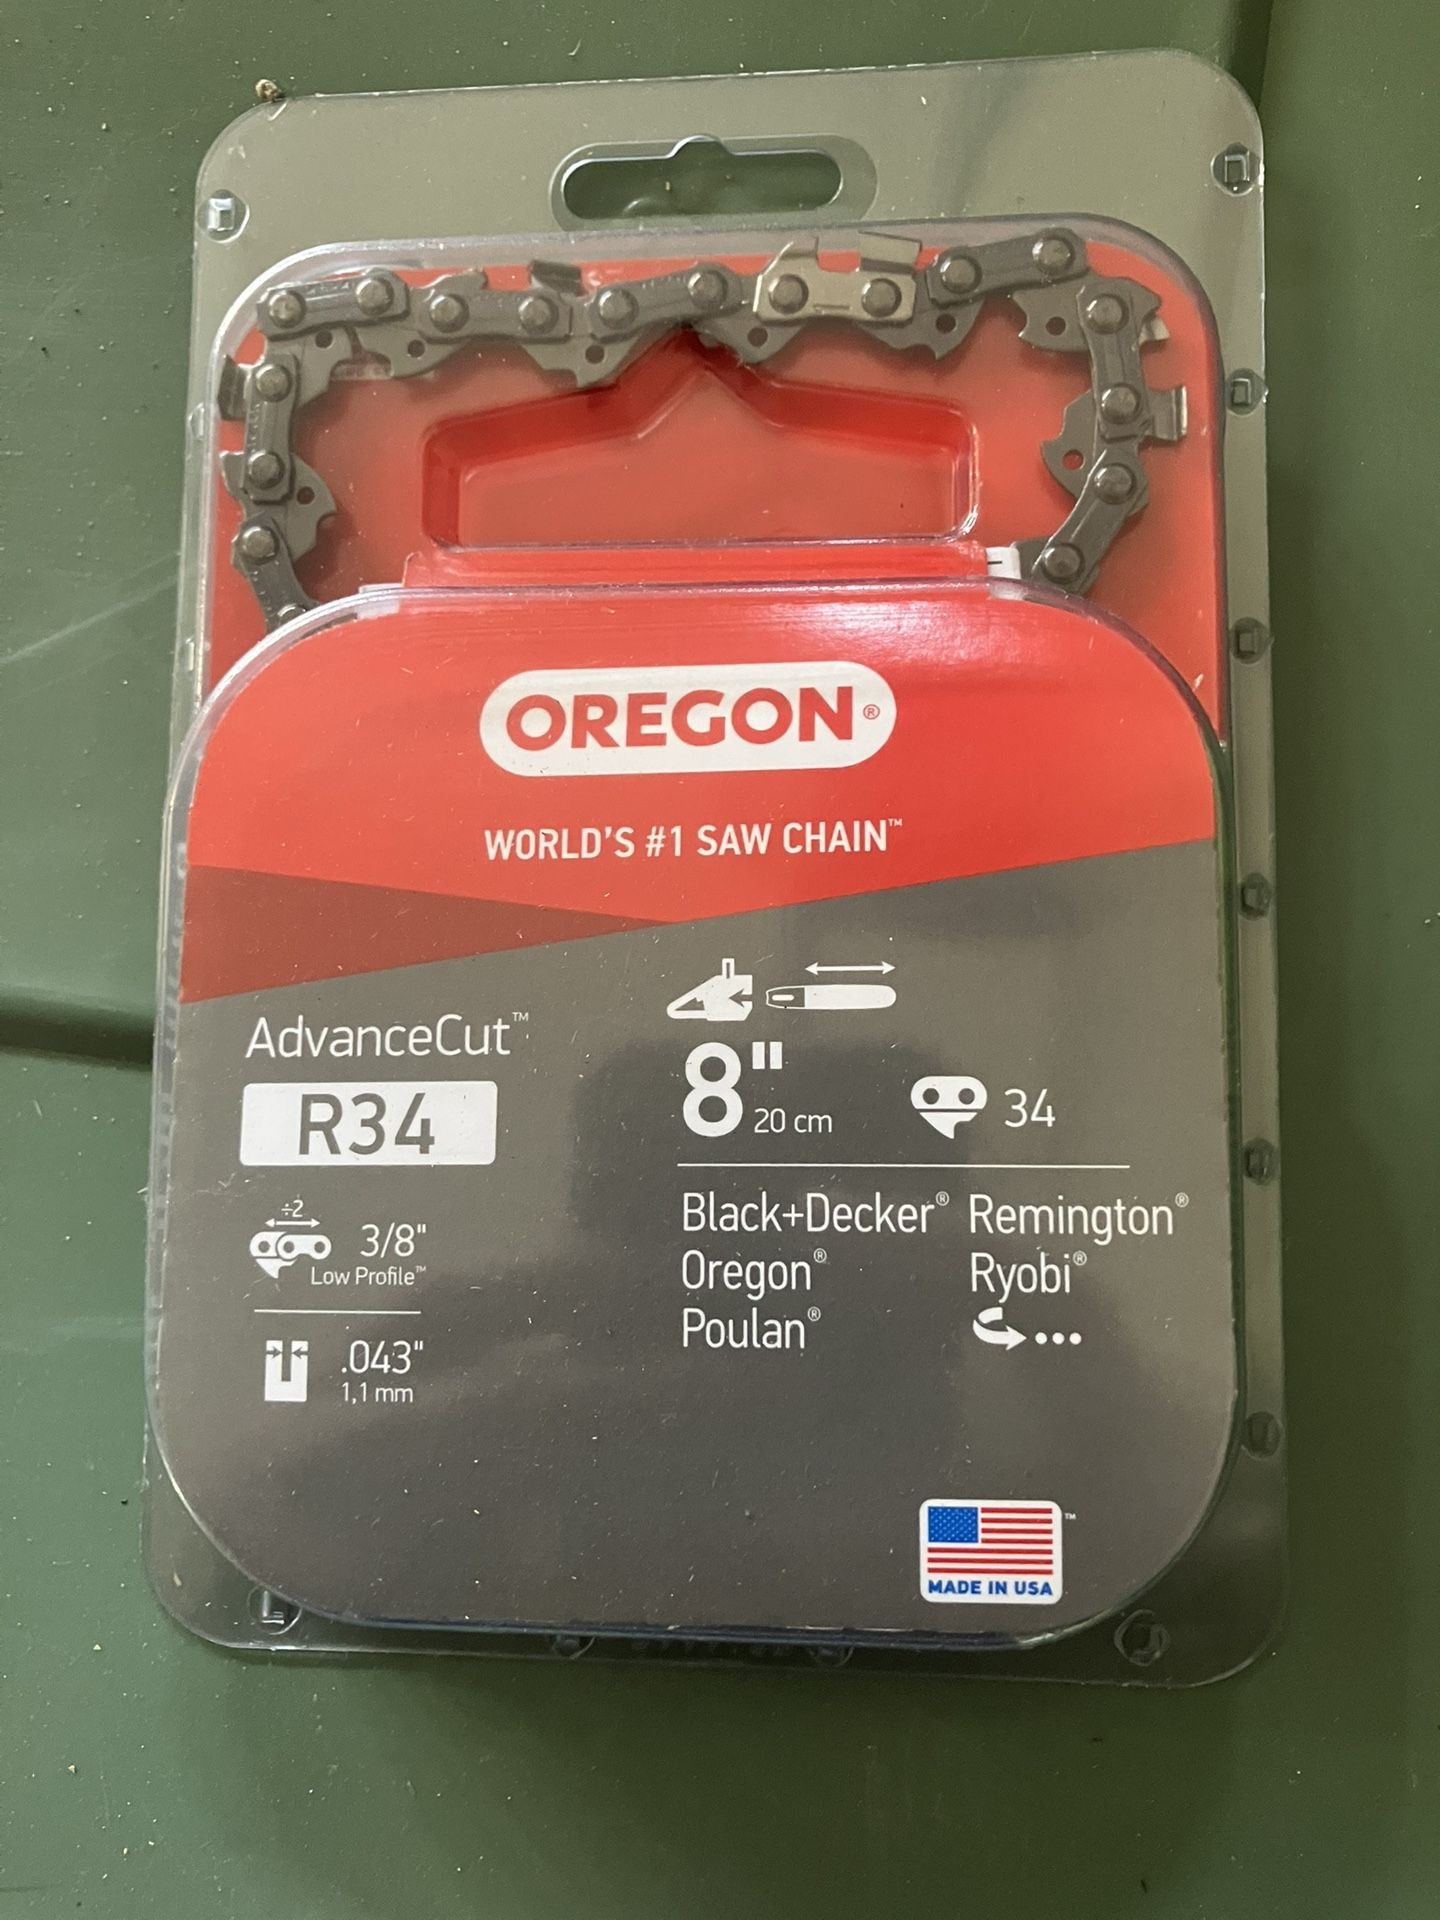 OREGON®
WORLD'S #1 SAW CHAIN™
AdvanceCut™
R34
÷2
3/8"
Low Profile™
.043"
1,1 mm
8"
20 cm
34
Black+Decker® Remington®
Oregon® Ryobi®
Poulan® ...
™
MADE IN USA